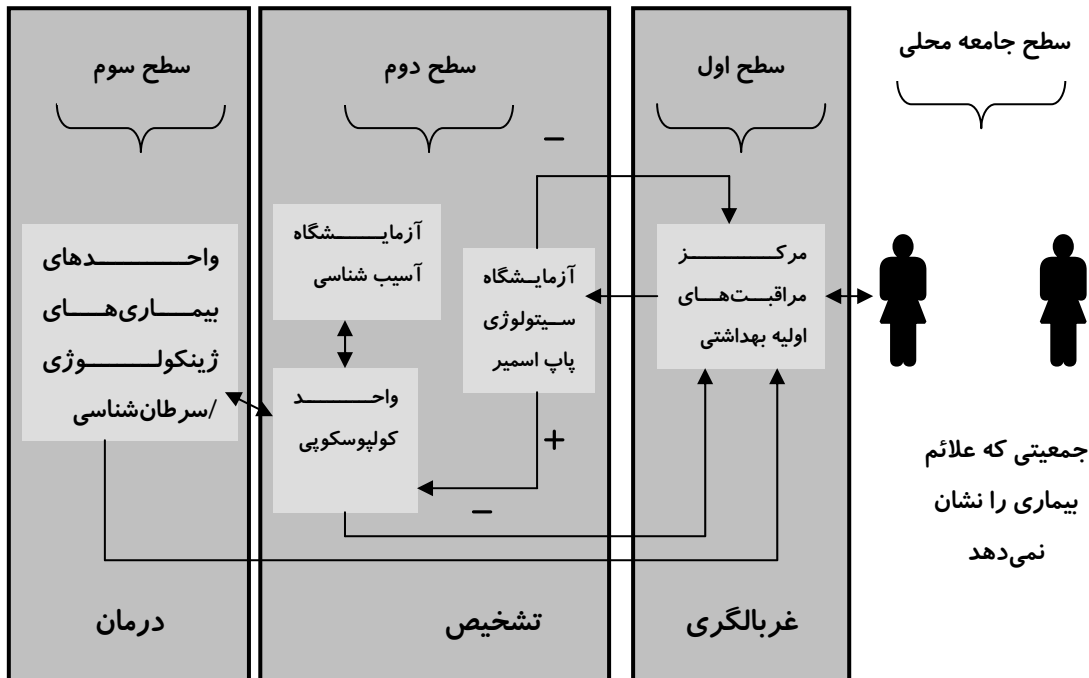 سطح جامعه محلی
سطح اول
سطح دوم
سطح سوم
−
مرکز
مراقبت‌های
اولیه بهداشتی
آزمایشگاه
سیتولوژی
پاپ اسمیر
آزمایشگاه
آسیب شناسی
واحد
کولپوسکوپی
واحدهای
بیماری‌های
ژینکولوژی
/سرطان‌شناسی
+
−
جمعیتی که علائم
بیماری را نشان
نمی‌دهد
غربالگری
تشخیص
درمان